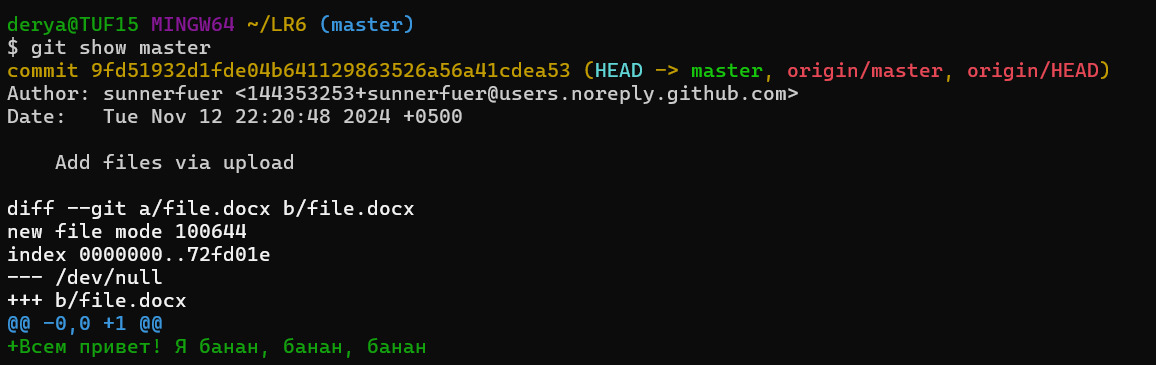 derya@TUF15 MINGW64 ~/LR6 (master)
$ git show master
commit 9fd51932d1fde04b641129863526a56a41cdea53 (HEAD -> master, origin/master, origin/HEAD)
Author: sunnerfuer <144353253+sunnerfuer@users.noreply.github.com>
Date:   Tue Nov 12 22:20:48 2024 +0500
    Add files via upload
diff --git a/file.docx b/file.docx
new file mode 100644
index 0000000..72fd01e
--- /dev/null
+++ b/file.docx
@@ -0,0 +1 @@
+Всем привет! Я банан, банан, банан